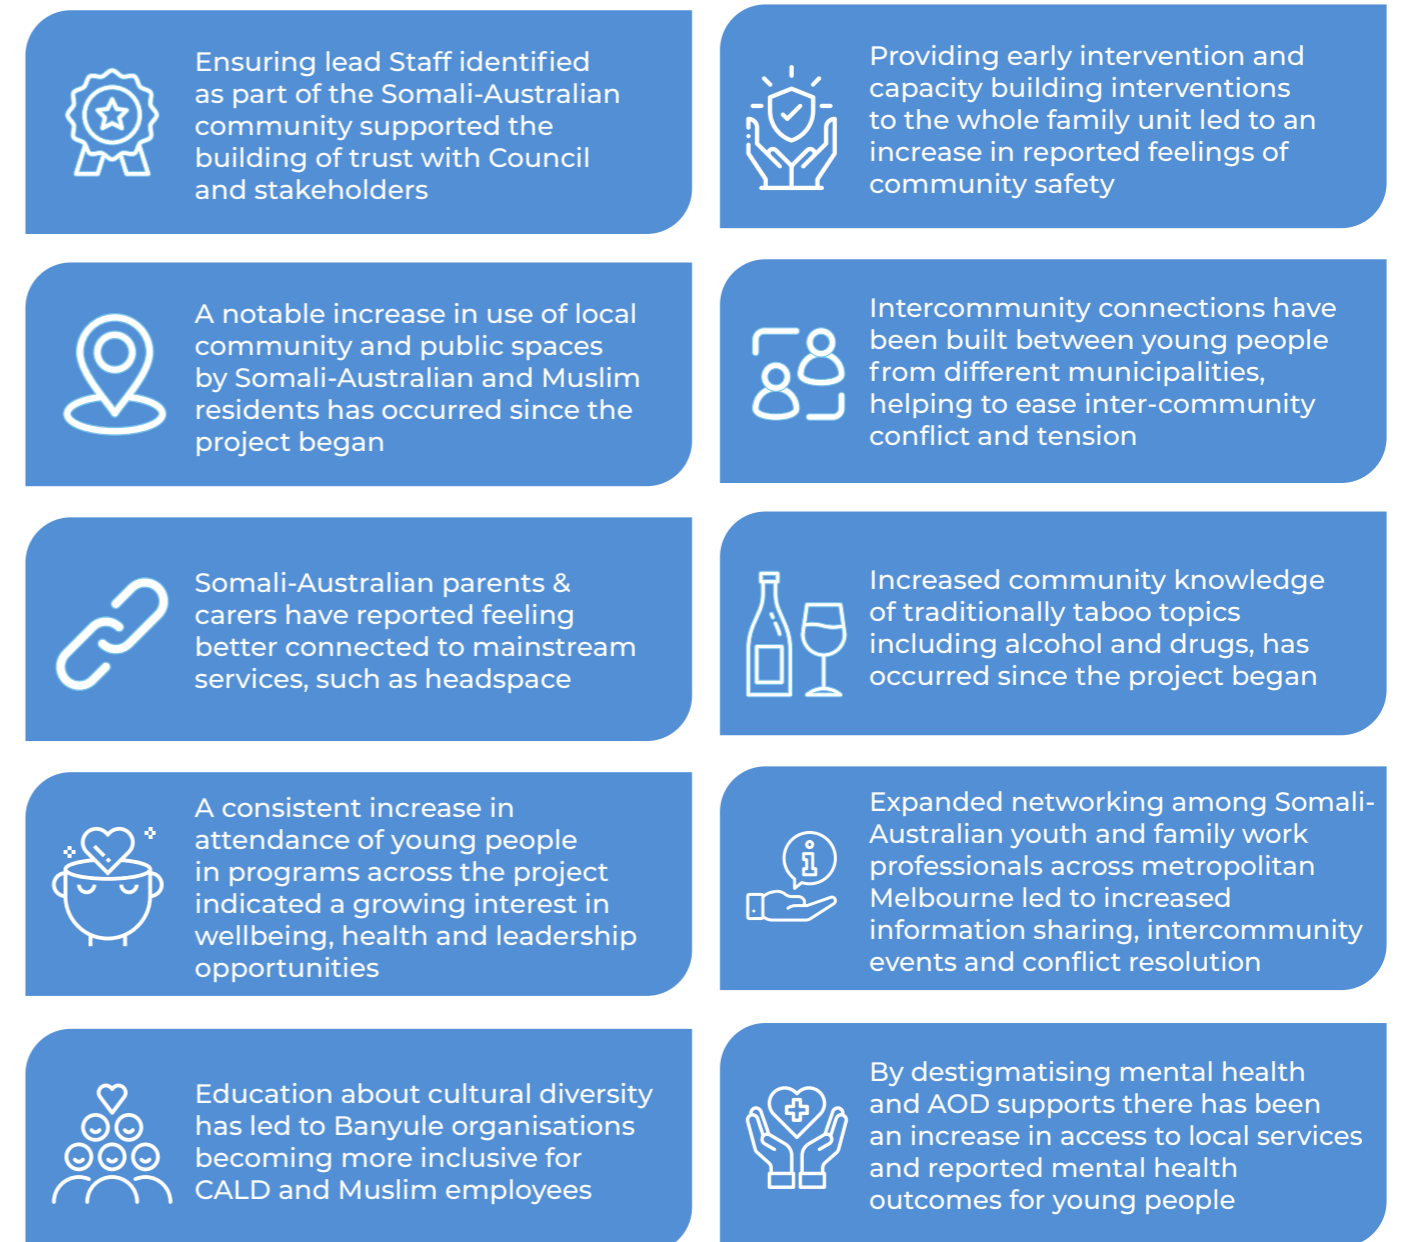 Ensuring lead Staff identified
as part of the Somali-Australian
community supported the
building of trust with Council
and stakeholders
Providing early intervention and
capacity building interventions
to the whole family unit led to an
increase in reported feelings of
community safety
A notable increase in use of local
community and public spaces
by Somali-Australian and Muslim
residents has occurred since the
project began
Intercommunity connections have
been built between young people
from different municipalities,
helping to ease inter-community
conflict and tension
Somali-Australian parents &
carers have reported feeling
better connected to mainstream
services, such as headspace
Increased community knowledge
of traditionally taboo topics
including alcohol and drugs, has
occurred since the project began
A consistent increase in
attendance of young people
in programs across the project
indicated a growing interest in
wellbeing, health and leadership
opportunities
Expanded networking among Somali-
Australian youth and family work
professionals across metropolitan
Melbourne led to increased
information sharing, intercommunity
events and conflict resolution
Education about cultural diversity
has led to Banyule organisations
becoming more inclusive for
CALD and Muslim employees
By destigmatising mental health
and AOD supports there has been
an increase in access to local services
and reported mental health
outcomes for young people